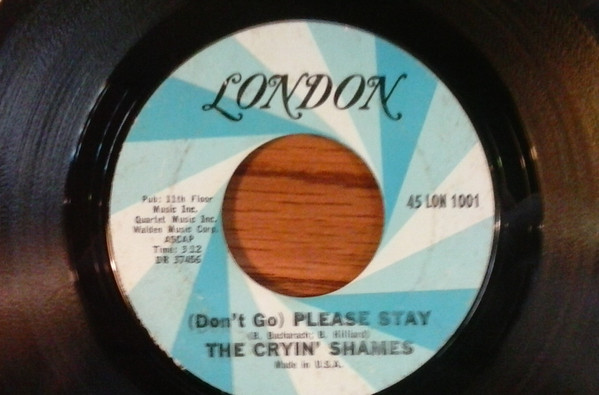 LONDON
Pub: 11th Floor
Music Inc.
Quartet Music Inc.
Walden Music Corp.
ASCAP
Time: 3:12
DR 37456
45 LON 1001
(Don't Go) PLEASE STAY
(B. Bacharach; B. Hilliard)
THE CRYIN' SHAMES
Made in U.S.A.